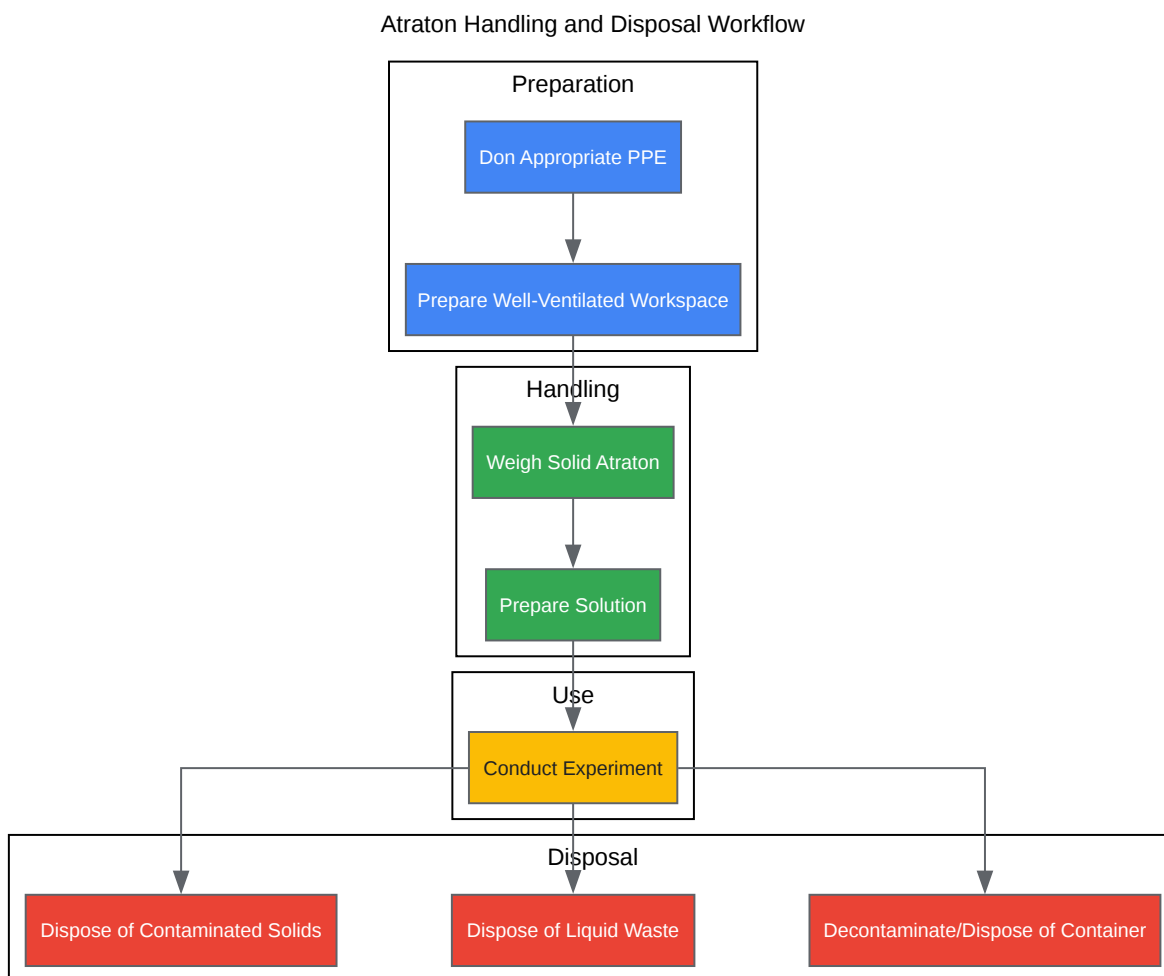 Atraton Handling and Disposal Workflow
Preparation
Don Appropriate PPE
Prepare Well-Ventilated Workspace
Handling
Weigh Solid Atraton
Prepare Solution
Use
Conduct Experiment
Disposal
Dispose of Contaminated Solids
Dispose of Liquid Waste
Decontaminate/Dispose of Container